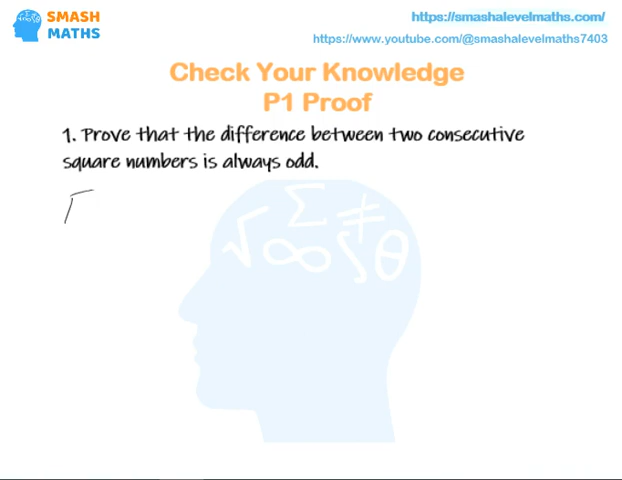 SMASH
MATHS
https://smashalevelmaths.com/
https://www.youtube.com/@smashalevelmaths7403
Check Your Knowledge
P1 Proof
1. Prove that the difference between two consecutive
square numbers is always odd.
√ Σ ≠
∞ ∫ θ